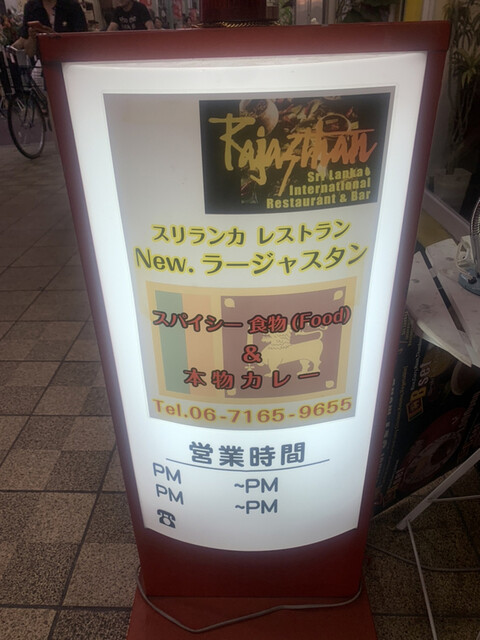 Rajasthan
Sri Lanka &
International
Restaurant & Bar
スリランカ レストラン
New. ラージャスタン
スパイシー 食物 (Food)
&
本物カレー
Tel.06-7165-9655
営業時間
PM ~PM
PM ~PM
☎